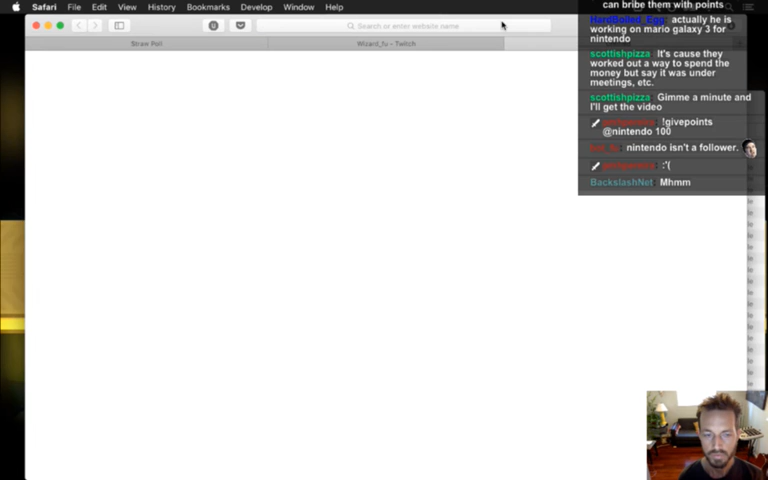 can bribe them with points
Safari File Edit View History Bookmarks Develop Window Help
HardBoiled_Egg: actually he is
working on mario galaxy 3 for
nintendo
Search or enter website name
Straw Poll
Wizard_fu - Twitch
scottishpizza: It's cause they
worked out a way to spend the
money but say it was under
meetings, etc.
scottishpizza: Gimme a minute and
I'll get the video
!givepoints
@nintendo 100
nintendo isn't a follower.
:'(
BackslashNet: Mhmm